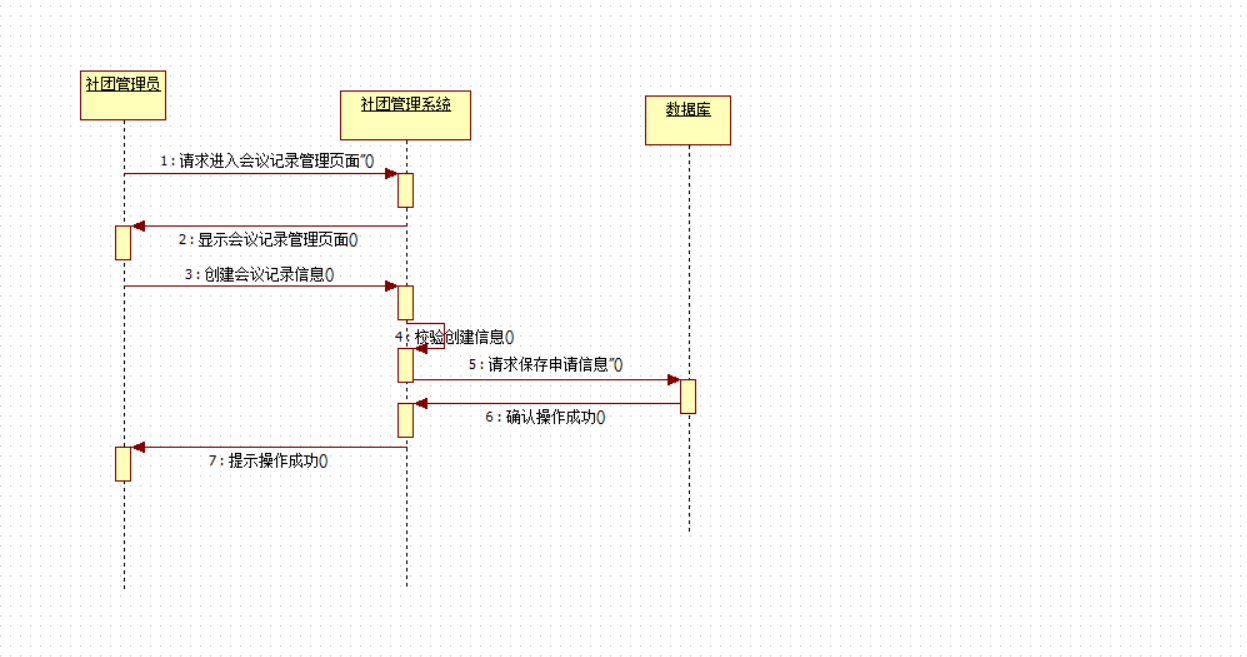 社团管理员
社团管理系统
数据库
1 : 请求进入会议记录管理页面"()
2 : 显示会议记录管理页面()
3 : 创建会议记录信息()
4 : 校验创建信息()
5 : 请求保存申请信息"()
6 : 确认操作成功()
7 : 提示操作成功()